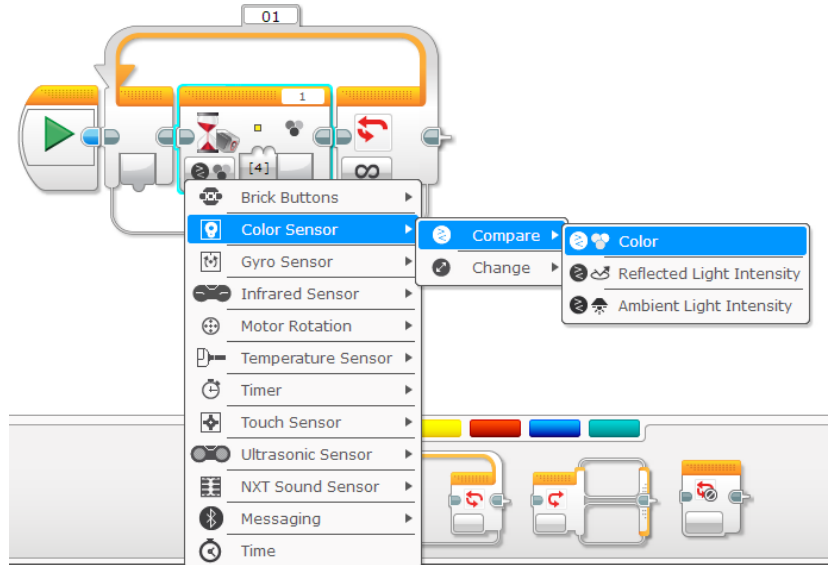 01
1
[4]
∞
Brick Buttons
Color Sensor
Gyro Sensor
Infrared Sensor
Motor Rotation
Temperature Sensor
Timer
Touch Sensor
Ultrasonic Sensor
NXT Sound Sensor
Messaging
Time
Compare
Change
Color
Reflected Light Intensity
Ambient Light Intensity